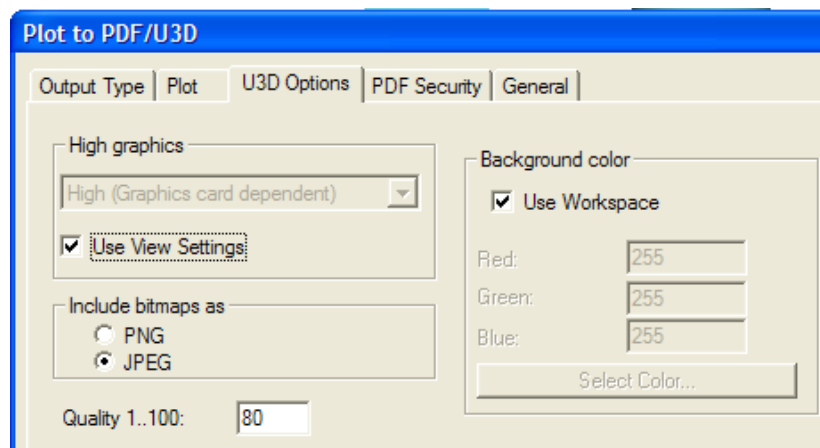 Plot to PDF/U3D
Output Type Plot U3D Options PDF Security General
High graphics
High (Graphics card dependent)
Use View Settings
Include bitmaps as
PNG
JPEG
Quality 1..100: 80
Background color
Use Workspace
Red: 255
Green: 255
Blue: 255
Select Color...